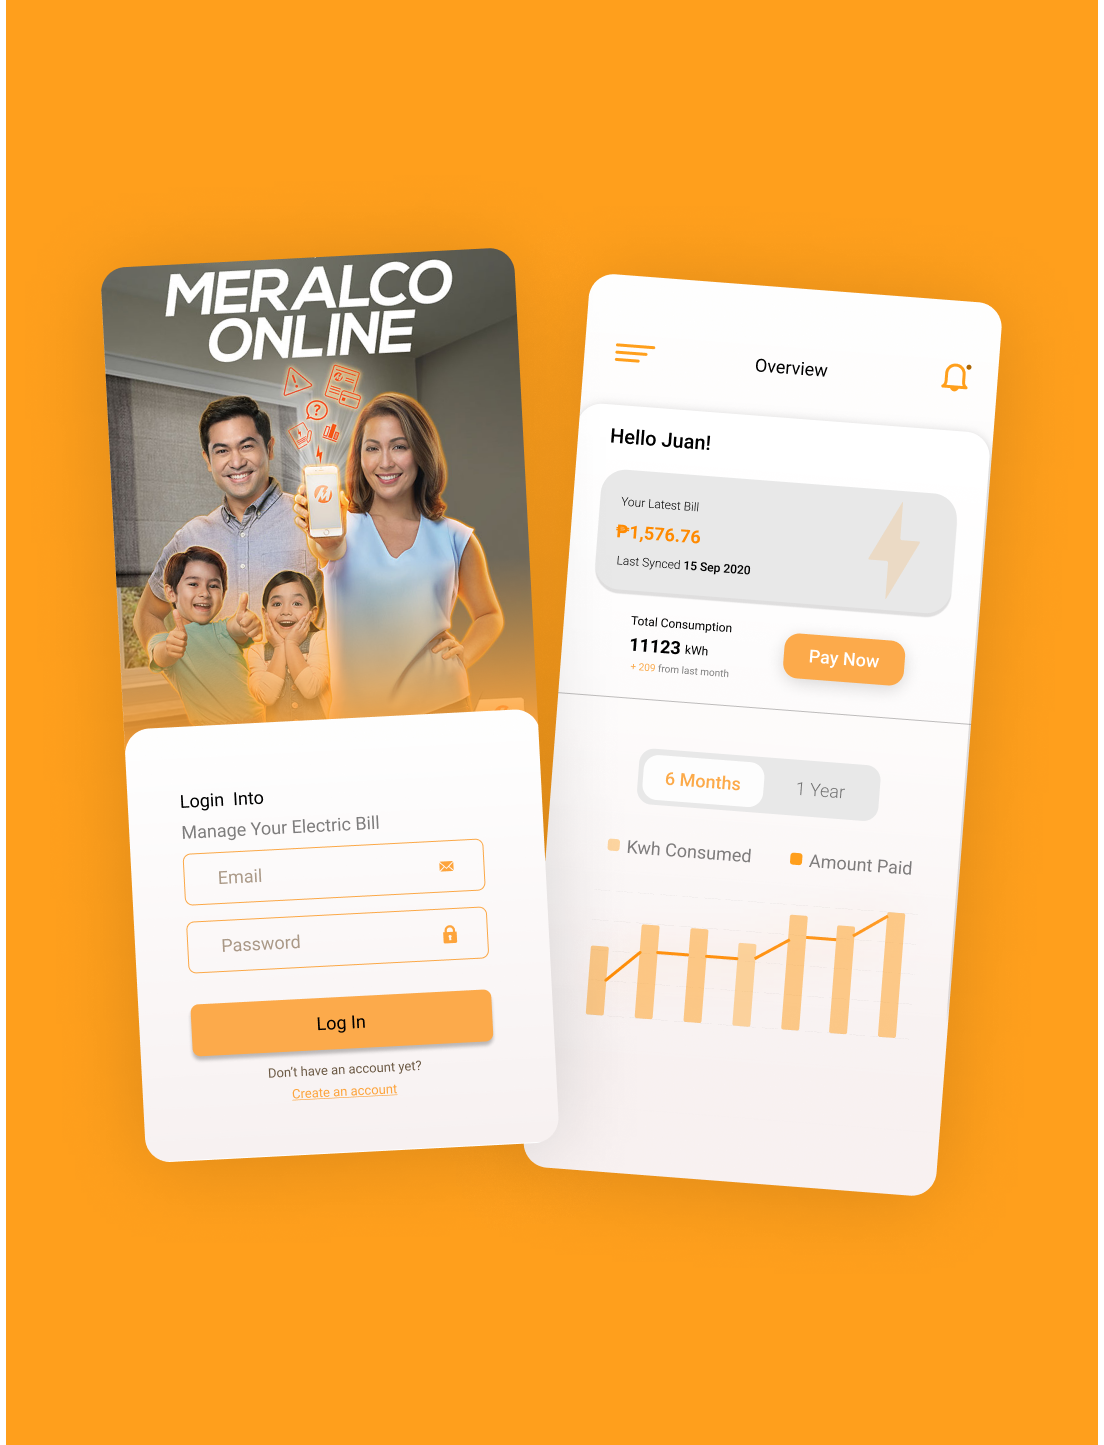 MERALCO
ONLINE
?
Login Into
Manage Your Electric Bill
Email
Password
Log In
Don't have an account yet?
Create an account
Overview
Hello Juan!
Your Latest Bill
₱1,576.76
Last Synced 15 Sep 2020
Total Consumption
11123 kWh
+ 209 from last month
Pay Now
6 Months
1 Year
Kwh Consumed
Amount Paid